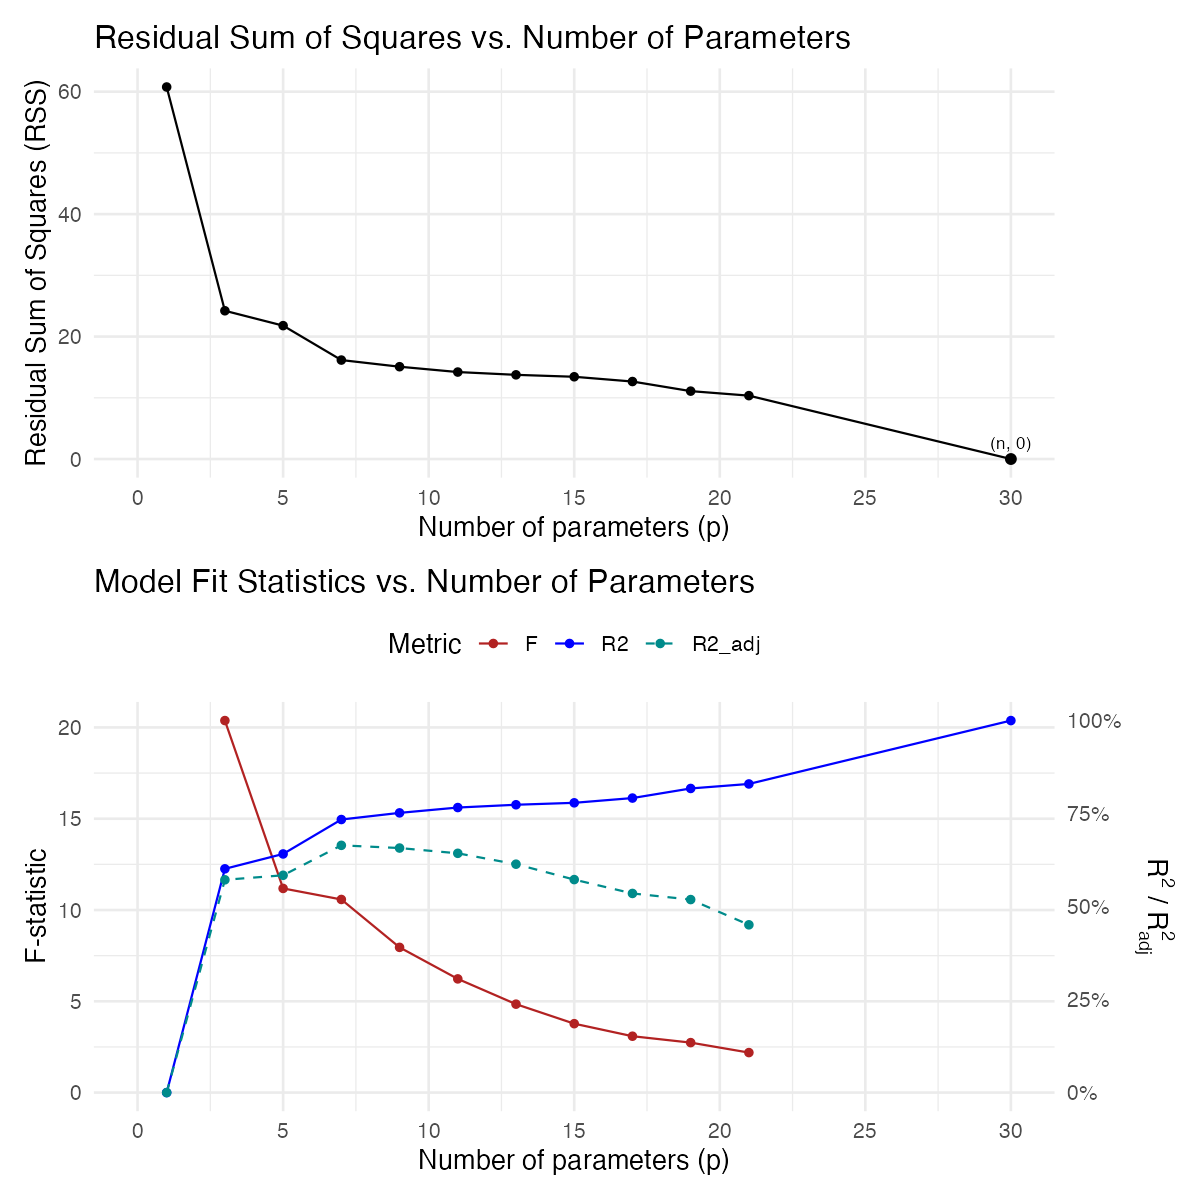 Residual Sum of Squares vs. Number of Parameters
Residual Sum of Squares (RSS)
60
40
20
0
(n, 0)
0 5 10 15 20 25 30
Number of parameters (p)
Model Fit Statistics vs. Number of Parameters
Metric F R2 R2_adj
F-statistic
20
15
10
5
0
100%
75%
50%
25%
0%
R² / R²adj
0 5 10 15 20 25 30
Number of parameters (p)